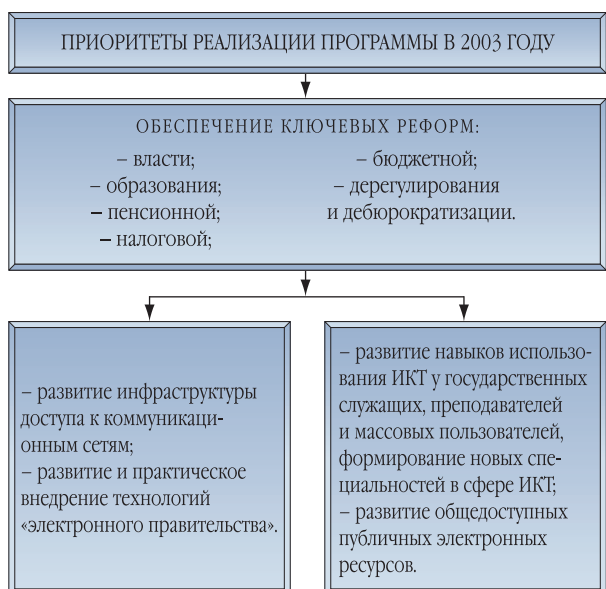 ПРИОРИТЕТЫ РЕАЛИЗАЦИИ ПРОГРАММЫ В 2003 ГОДУ
ОБЕСПЕЧЕНИЕ КЛЮЧЕВЫХ РЕФОРМ:
– власти;
– образования;
– пенсионной;
– налоговой;
– бюджетной;
– дерегулирования
и дебюрократизации.
– развитие инфраструктуры
доступа к коммуникаци-
онным сетям;
– развитие и практическое
внедрение технологий
«электронного правительства».
– развитие навыков использо-
вания ИКТ у государственных
служащих, преподавателей
и массовых пользователей,
формирование новых спе-
циальностей в сфере ИКТ;
– развитие общедоступных
публичных электронных
ресурсов.